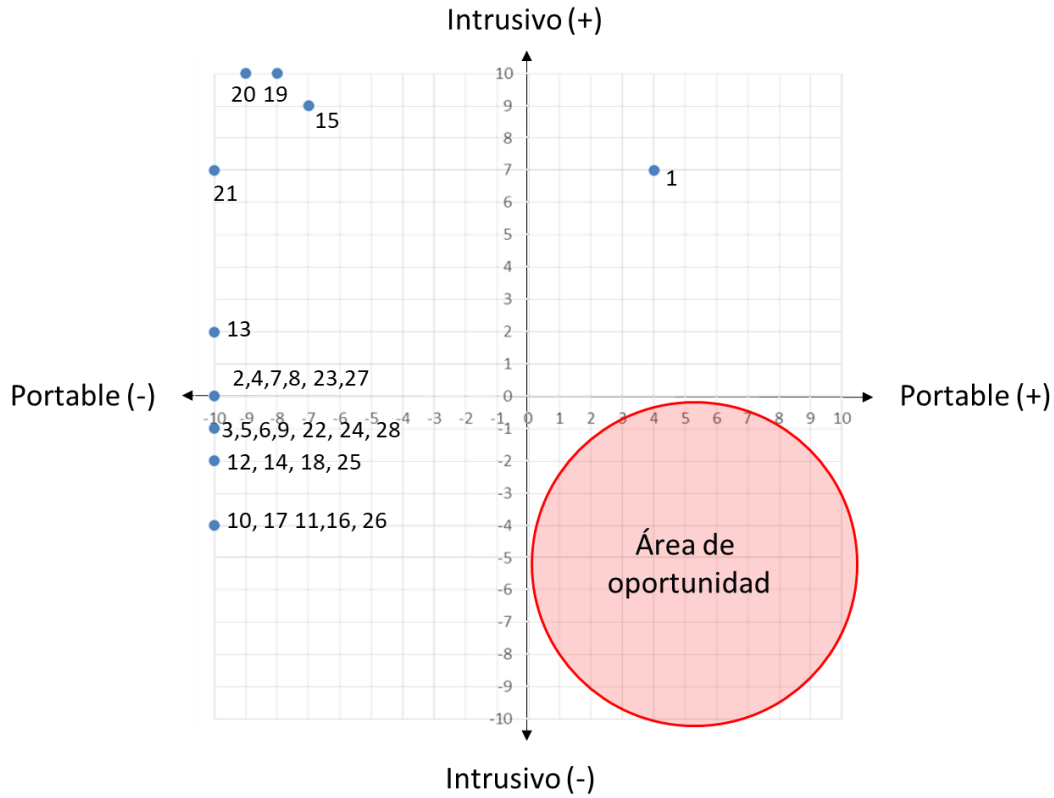 Intrusivo (+)
10
20 19
9
15
8
7
1
21
6
5
4
3
2
13
1
2,4,7,8, 23,27
Portable (-)
0
Portable (+)
-10 -9 -8 -7 -6 -5 -4 -3 -2 -1 0 1 2 3 4 5 6 7 8 9 10
-1
3,5,6,9, 22, 24, 28
-2
12, 14, 18, 25
-3
-4
10, 17 11,16, 26
-5
Área de
oportunidad
-6
-7
-8
-9
-10
Intrusivo (-)